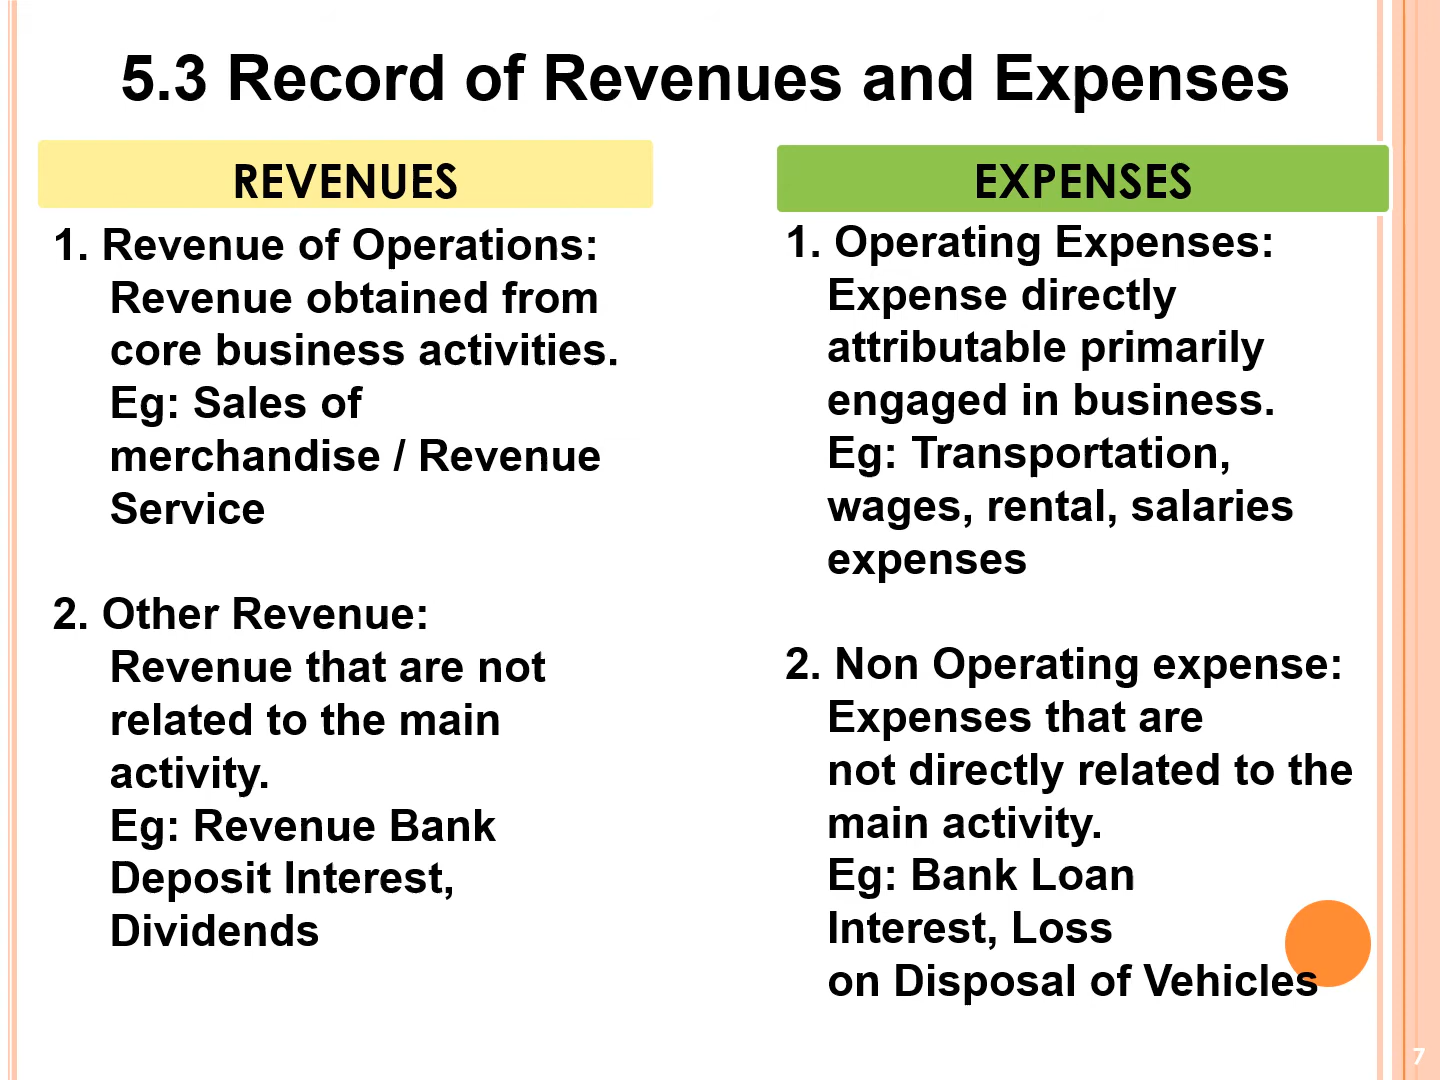 5.3 Record of Revenues and Expenses
REVENUES
1. Revenue of Operations:
Revenue obtained from
core business activities.
Eg: Sales of
merchandise / Revenue
Service
2. Other Revenue:
Revenue that are not
related to the main
activity.
Eg: Revenue Bank
Deposit Interest,
Dividends
EXPENSES
1. Operating Expenses:
Expense directly
attributable primarily
engaged in business.
Eg: Transportation,
wages, rental, salaries
expenses
2. Non Operating expense:
Expenses that are
not directly related to the
main activity.
Eg: Bank Loan
Interest, Loss
on Disposal of Vehicles
7